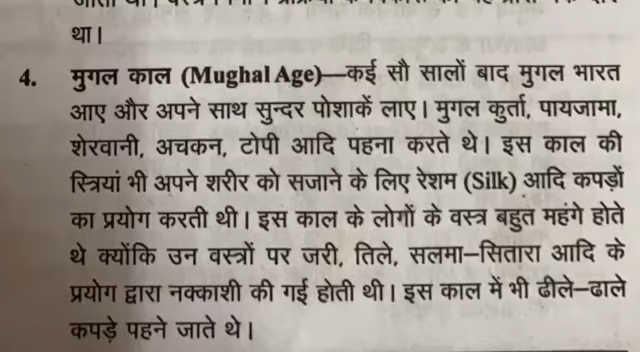 था।
4. मुगल काल (Mughal Age)—कई सौ सालों बाद मुगल भारत
आए और अपने साथ सुन्दर पोशाकें लाए। मुगल कुर्ता, पायजामा,
शेरवानी, अचकन, टोपी आदि पहना करते थे। इस काल की
स्त्रियां भी अपने शरीर को सजाने के लिए रेशम (Silk) आदि कपड़ों
का प्रयोग करती थी। इस काल के लोगों के वस्त्र बहुत महंगे होते
थे क्योंकि उन वस्त्रों पर जरी, तिले, सलमा–सितारा आदि के
प्रयोग द्वारा नक्काशी की गई होती थी। इस काल में भी ढीले–ढाले
कपड़े पहने जाते थे।